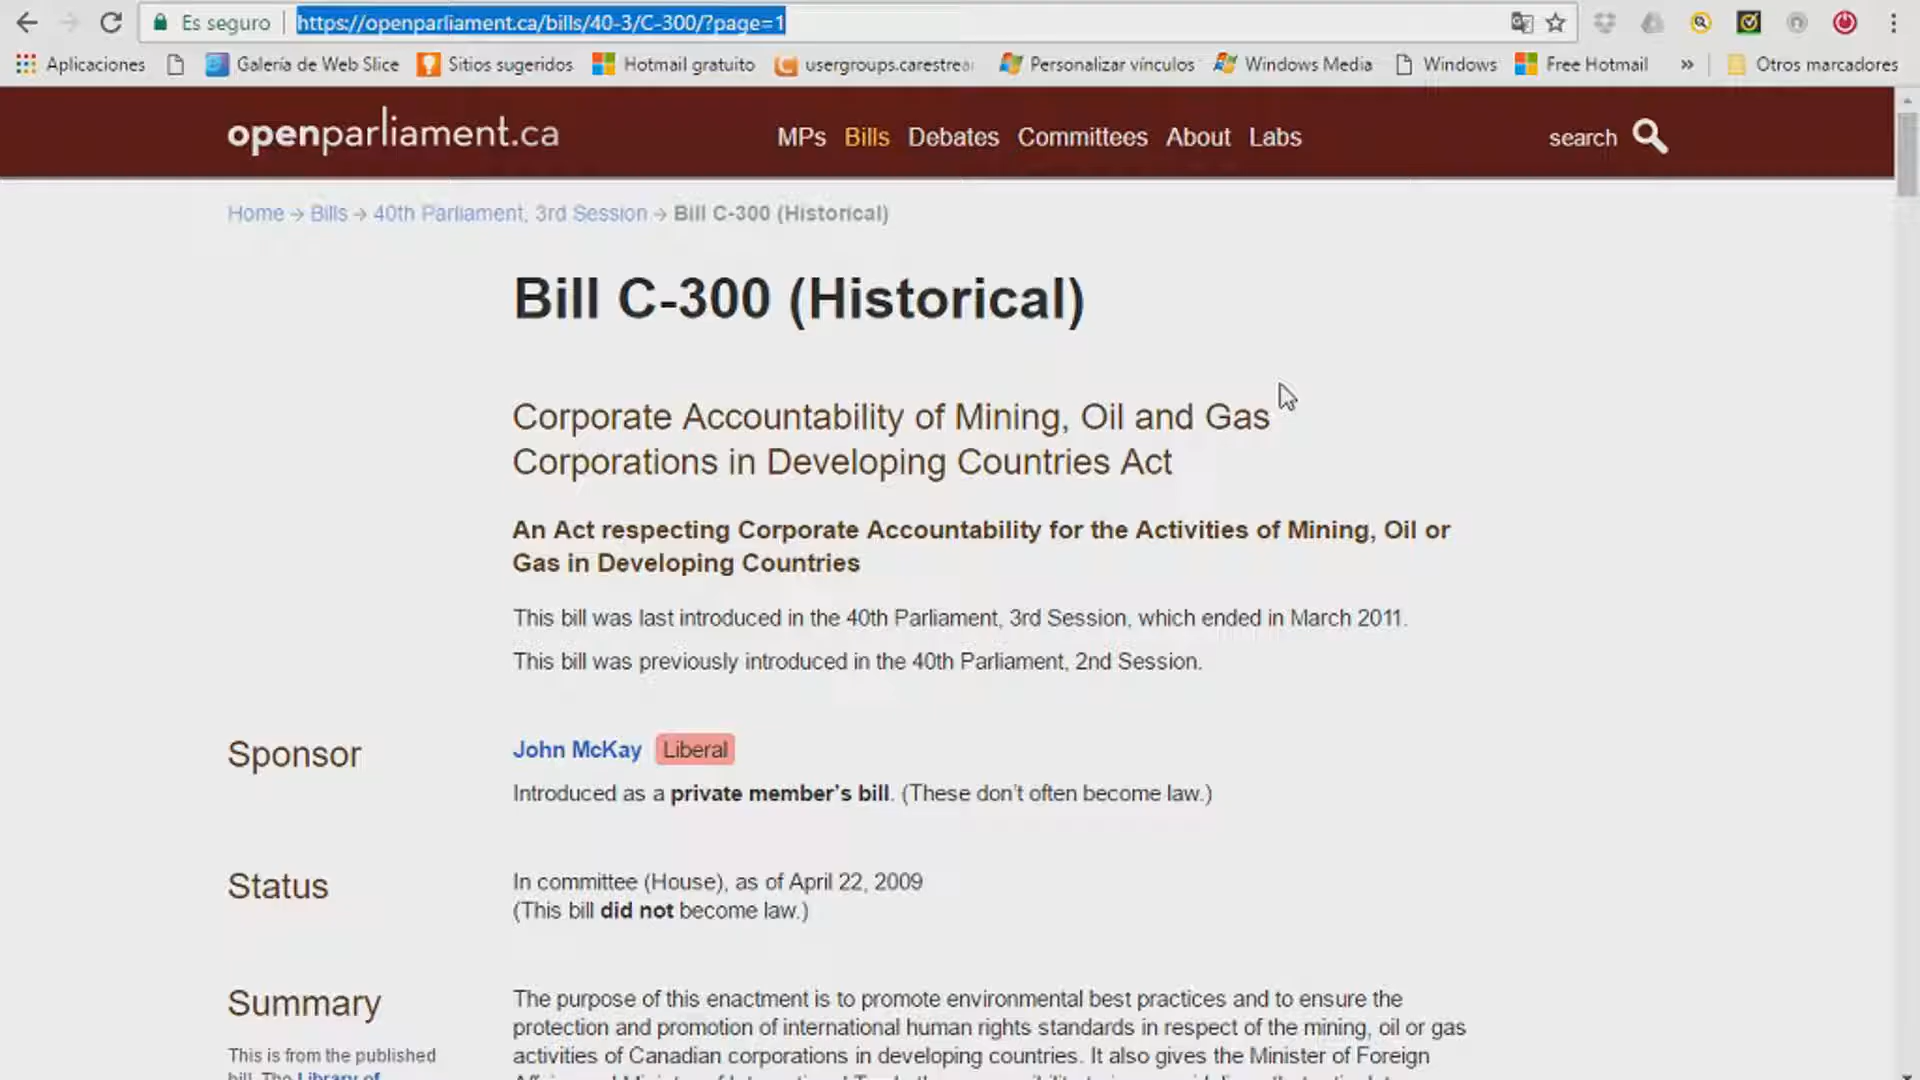 Es seguro https://openparliament.ca/bills/40-3/C-300/?page=1
Aplicaciones Galería de Web Slice Sitios sugeridos Hotmail gratuito usergroups.carestrea Personalizar vínculos Windows Media Windows Free Hotmail » Otros marcadores
openparliament.ca MPs Bills Debates Committees About Labs search
Home → Bills → 40th Parliament, 3rd Session → Bill C-300 (Historical)
Bill C-300 (Historical)
Corporate Accountability of Mining, Oil and Gas
Corporations in Developing Countries Act
An Act respecting Corporate Accountability for the Activities of Mining, Oil or
Gas in Developing Countries
This bill was last introduced in the 40th Parliament, 3rd Session, which ended in March 2011.
This bill was previously introduced in the 40th Parliament, 2nd Session.
Sponsor
John McKay Liberal
Introduced as a private member’s bill. (These don’t often become law.)
Status
In committee (House), as of April 22, 2009
(This bill did not become law.)
Summary
The purpose of this enactment is to promote environmental best practices and to ensure the
protection and promotion of international human rights standards in respect of the mining, oil or gas
activities of Canadian corporations in developing countries. It also gives the Minister of Foreign
This is from the published
bill. The Library of